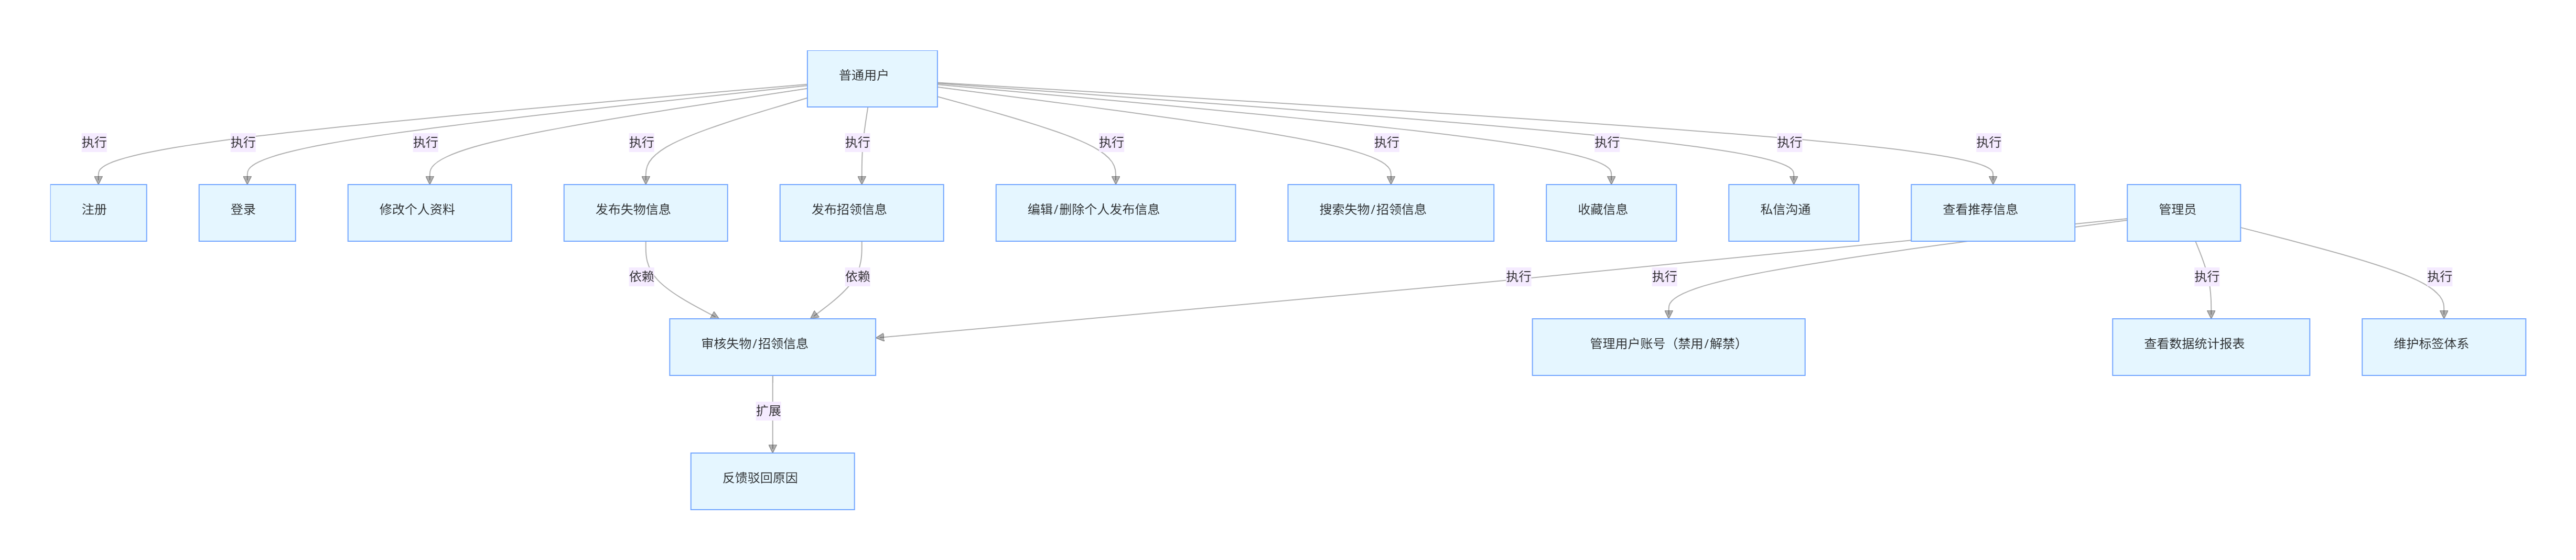 普通用户
执行
执行
执行
执行
执行
执行
执行
执行
执行
执行
注册
登录
修改个人资料
发布失物信息
发布招领信息
编辑/删除个人发布信息
搜索失物/招领信息
收藏信息
私信沟通
查看推荐信息
管理员
依赖
依赖
执行
执行
执行
执行
审核失物/招领信息
管理用户账号（禁用/解禁）
查看数据统计报表
维护标签体系
扩展
反馈驳回原因